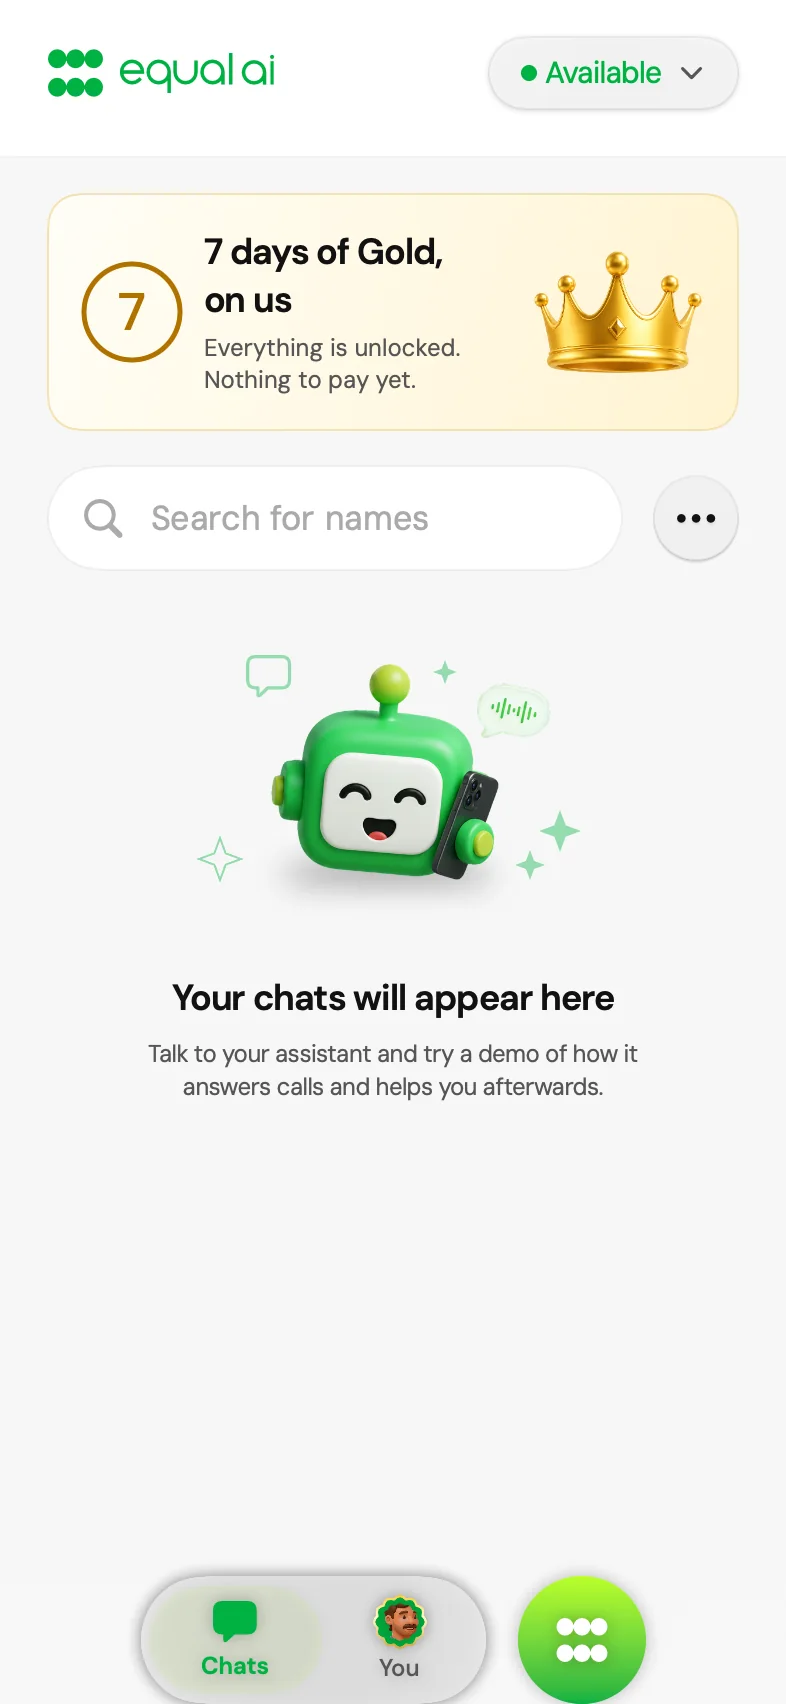 equal ai
Available
7
7 days of Gold,
on us
Everything is unlocked.
Nothing to pay yet.
Search for names
Your chats will appear here
Talk to your assistant and try a demo of how it
answers calls and helps you afterwards.
Chats
You